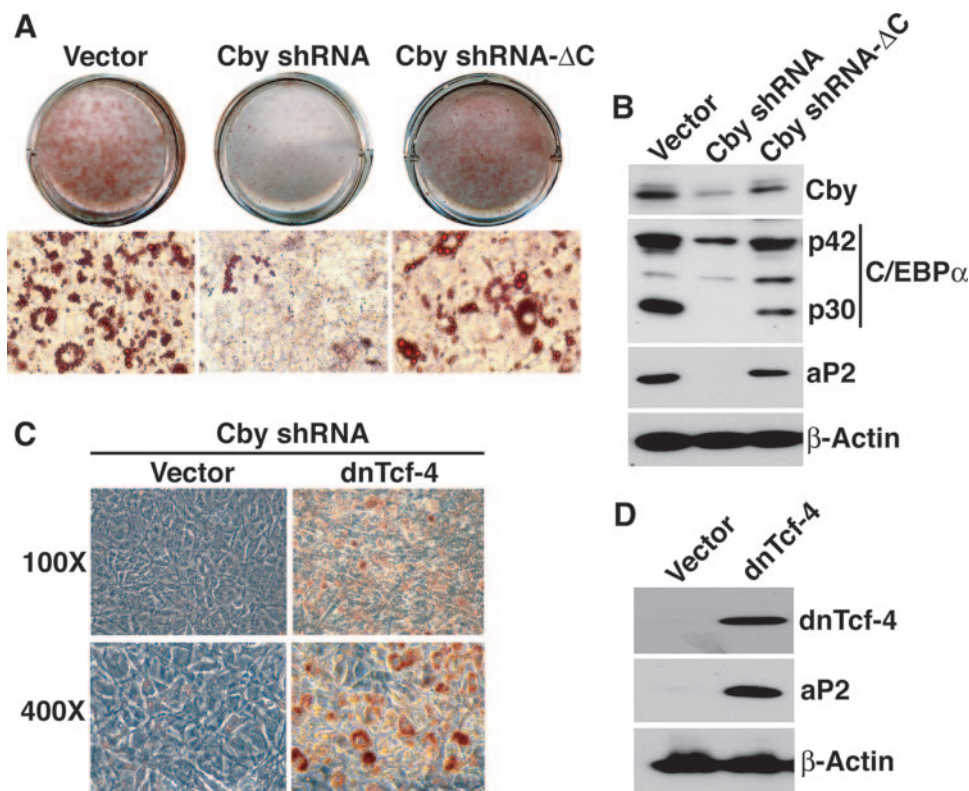 A
Vector
Cby shRNA
Cby shRNA-ΔC
B
Vector
Cby shRNA
Cby shRNA-ΔC
Cby
p42
C/EBPα
p30
aP2
β-Actin
C
Cby shRNA
Vector
dnTcf-4
100X
400X
D
Vector
dnTcf-4
dnTcf-4
aP2
β-Actin